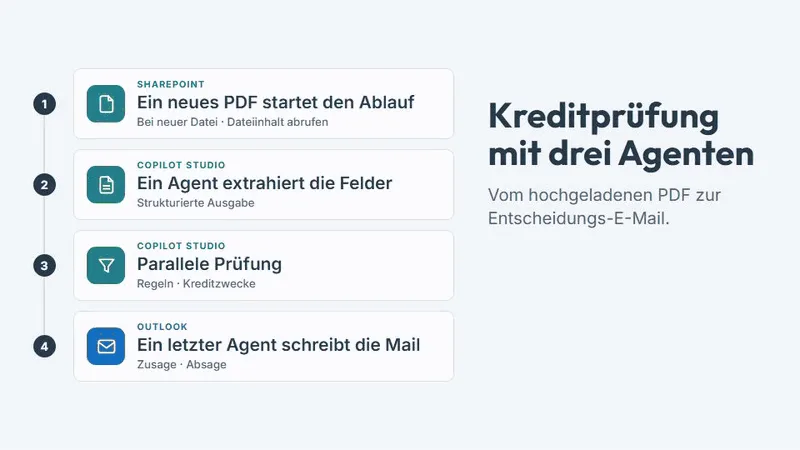 1
SHAREPOINT
Ein neues PDF startet den Ablauf
Bei neuer Datei · Dateiinhalt abrufen
2
COPILOT STUDIO
Ein Agent extrahiert die Felder
Strukturierte Ausgabe
3
COPILOT STUDIO
Parallele Prüfung
Regeln · Kreditzwecke
4
OUTLOOK
Ein letzter Agent schreibt die Mail
Zusage · Absage
Kreditprüfung
mit drei Agenten
Vom hochgeladenen PDF zur
Entscheidungs-E-Mail.